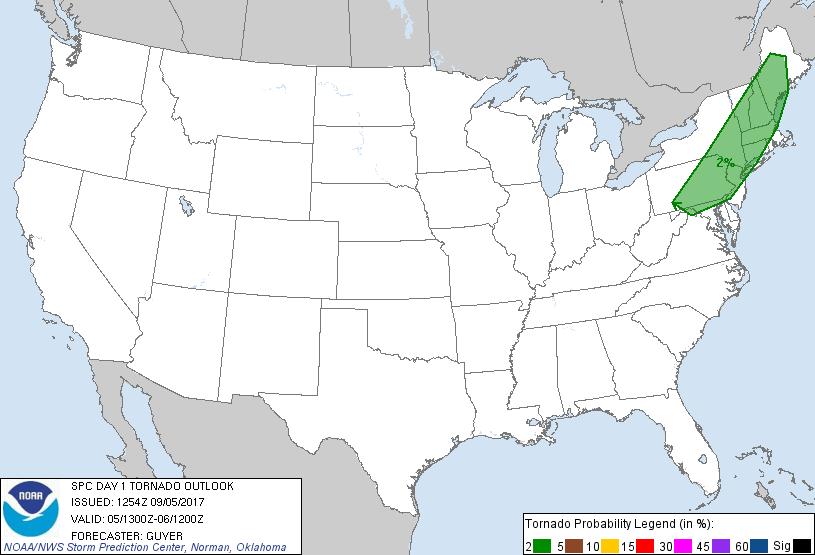 2%
SPC DAY 1 TORNADO OUTLOOK
ISSUED: 1254Z 09/05/2017
VALID: 05/1300Z-06/1200Z
FORECASTER: GUYER
NOAA/NWS Storm Prediction Center, Norman, Oklahoma
NOAA
Tornado Probability Legend (in %):
2 5 10 15 30 45 60 Sig